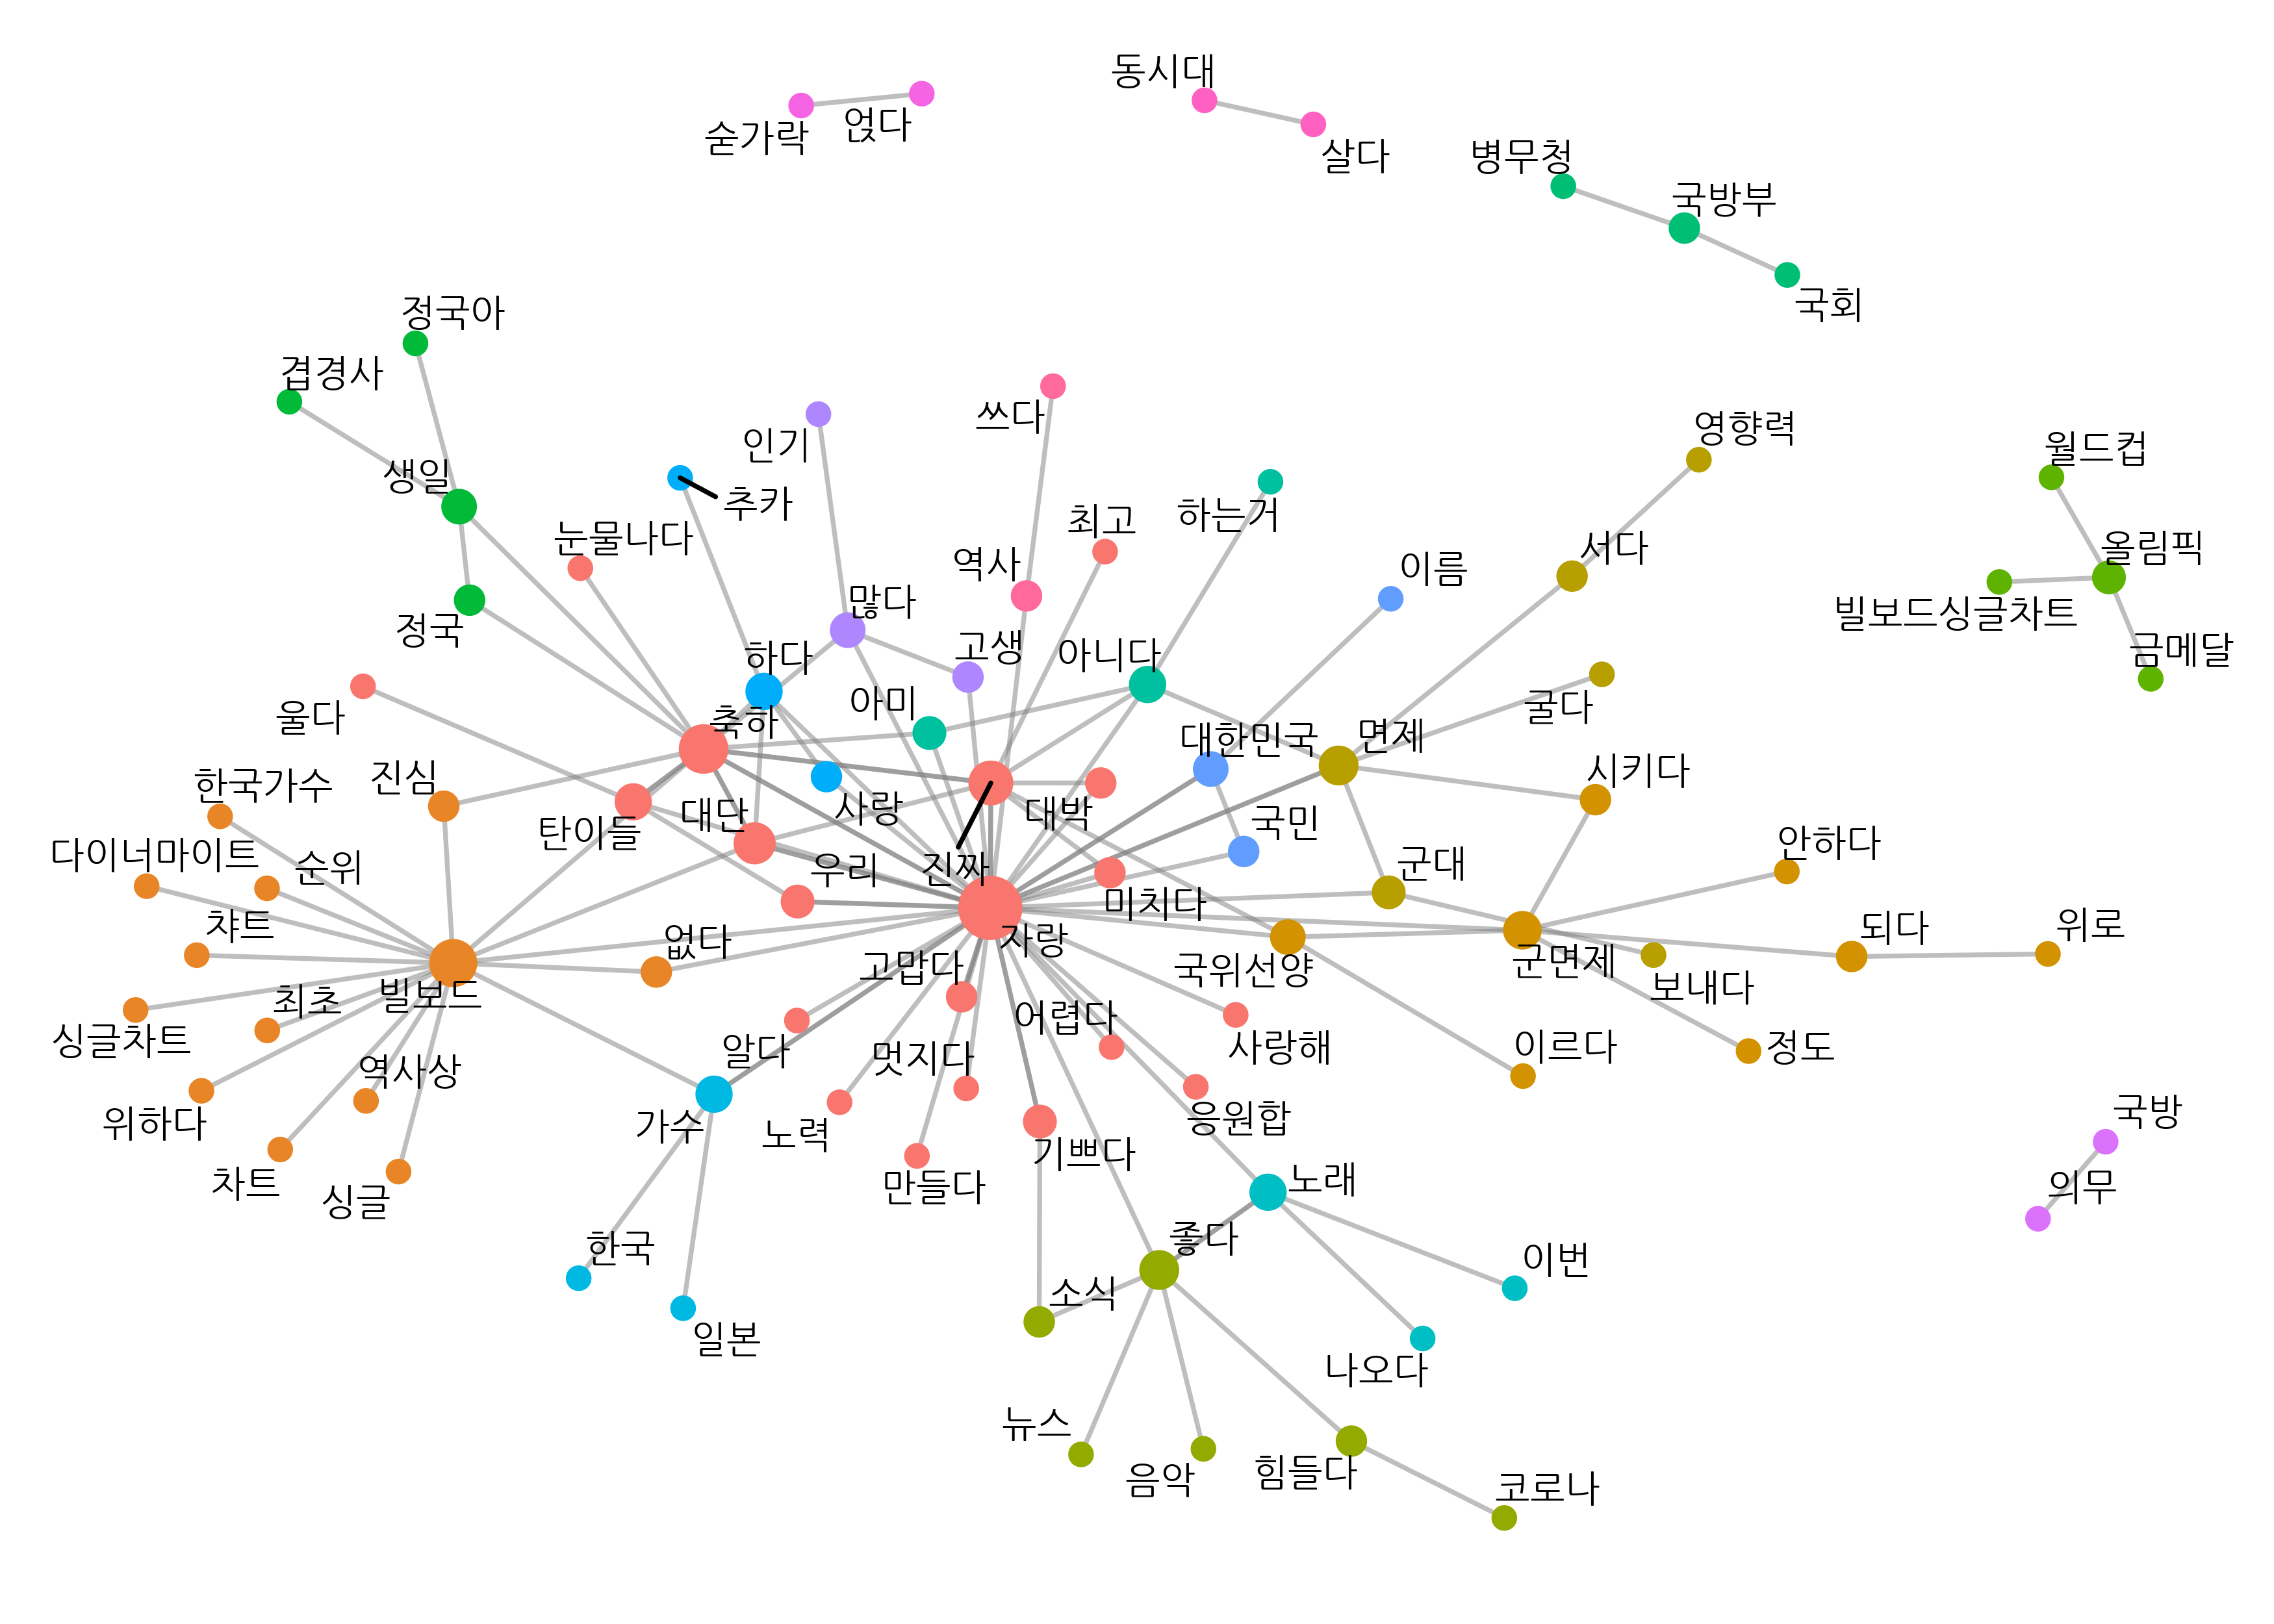 동시대
숟가락
얹다
살다
병무청
국방부
국회
정국아
겹경사
인기
쓰다
영향력
월드컵
생일
추카
하는거
최고
눈물나다
역사
이름
서다
올림픽
빌보드싱글차트
많다
정국
하다
고생
아니다
금메달
아미
울다
축하
대한민국
면제
굴다
한국가수
진심
시키다
탄이들
대단
사랑
대박
국민
다이너마이트
순위
우리
진짜
군대
안하다
미치다
챠트
없다
자랑
되다
위로
고맙다
국위선양
군면제
보내다
빌보드
최초
싱글차트
어렵다
알다
멋지다
사랑해
이르다
정도
역사상
위하다
가수
노력
응원합
기쁘다
국방
차트
싱글
만들다
노래
의무
한국
좋다
이번
소식
일본
나오다
뉴스
음악
힘들다
코로나